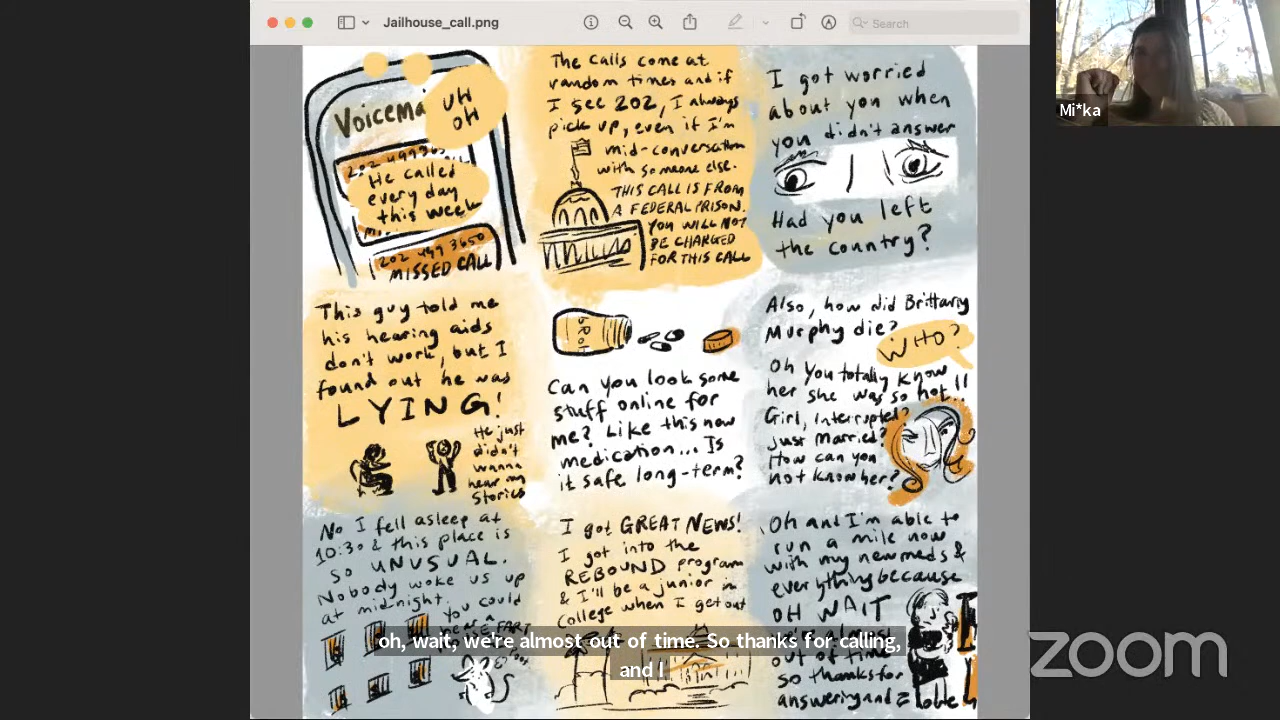 Jailhouse_call.png
Search
Mi*ka
Voicema
UH
OH
202 499 365
He called
every day
this week
202 499 3650
MISSED CALL
The calls come at
random times and if
I see 202, I always
pick up, even if I'm
mid-conversation
with someone else.
THIS CALL IS FROM
A FEDERAL PRISON.
YOU WILL NOT
BE CHARGED
FOR THIS CALL
I got worried
about you when
you didn't answer
Had you left
the country?
This guy told me
his hearing aids
don't work, but I
found out he was
LYING!
He just
didn't
wanna
hear my
stories
Can you look some
stuff online for
me? Like this new
medication... Is
it safe long-term?
Also, how did Brittany
Murphy die?
WHO?
Oh you totally know
her she was so hot!!
Girl, Interrupted?
Just Married?
How can you
not know her?
No I fell asleep at
10:30 & this place is
so UNUSUAL.
Nobody woke us up
at midnight.
You could
I got GREAT NEWS!
I got into the
REBOUND program
& I'll be a junior in
College when I get out
Oh and I'm able to
run a mile now
with my new meds &
everything because
OH WAIT
out of time
so thanks for
answering and I love
oh, wait, we're almost out of time. So thanks for calling,
and I
zoom